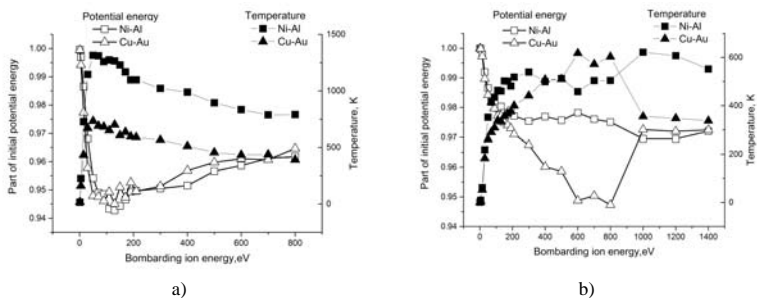 Potential energy
Ni-Al
Cu-Au
Temperature
Ni-Al
Cu-Au
1.00
0.99
0.98
0.97
0.96
0.95
0.94
Part of initial potential energy
1500
1000
500
0
Temperature, K
0 100 200 300 400 500 600 700 800
Bombarding ion energy,eV
a)
Potential energy
Ni-Al
Cu-Au
Temperature
Ni-Al
Cu-Au
1.00
0.99
0.98
0.97
0.96
0.95
0.94
Part of initial potential energy
600
400
200
0
Temperature, K
0 200 400 600 800 1000 1200 1400
Bombarding ion energy,eV
b)